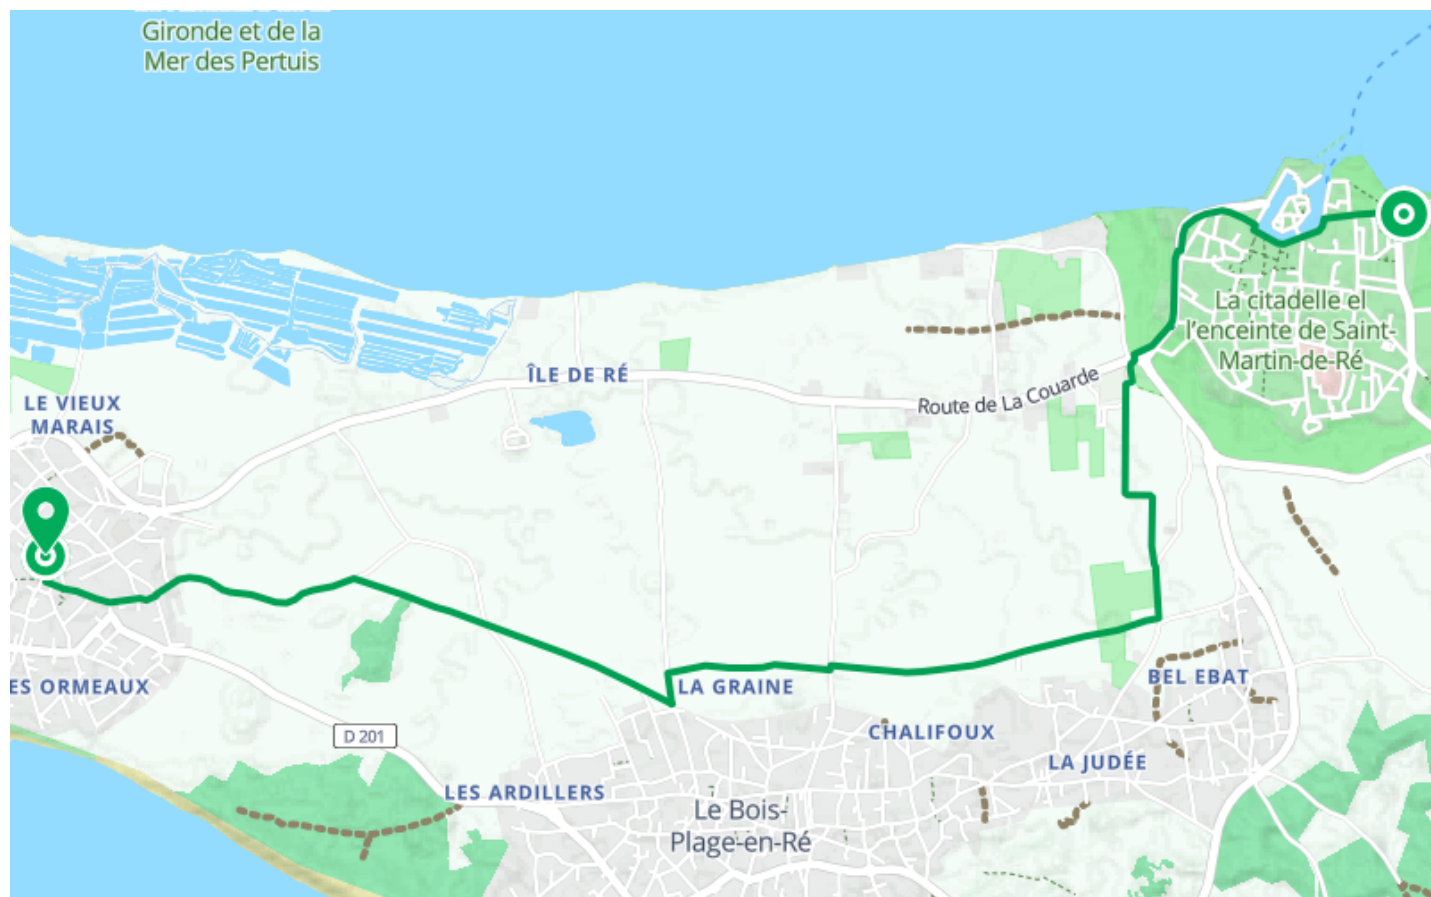 Gironde et de la
Mer des Pertuis
La citadelle el
l'enceinte de Saint-
Martin-de-Ré
ÎLE DE RÉ
Route de La Couarde
LE VIEUX
MARAIS
ES ORMEAUX
LA GRAINE
BEL EBAT
D 201
CHALIFOUX
LA JUDÉE
LES ARDILLERS
Le Bois-
Plage-en-Ré